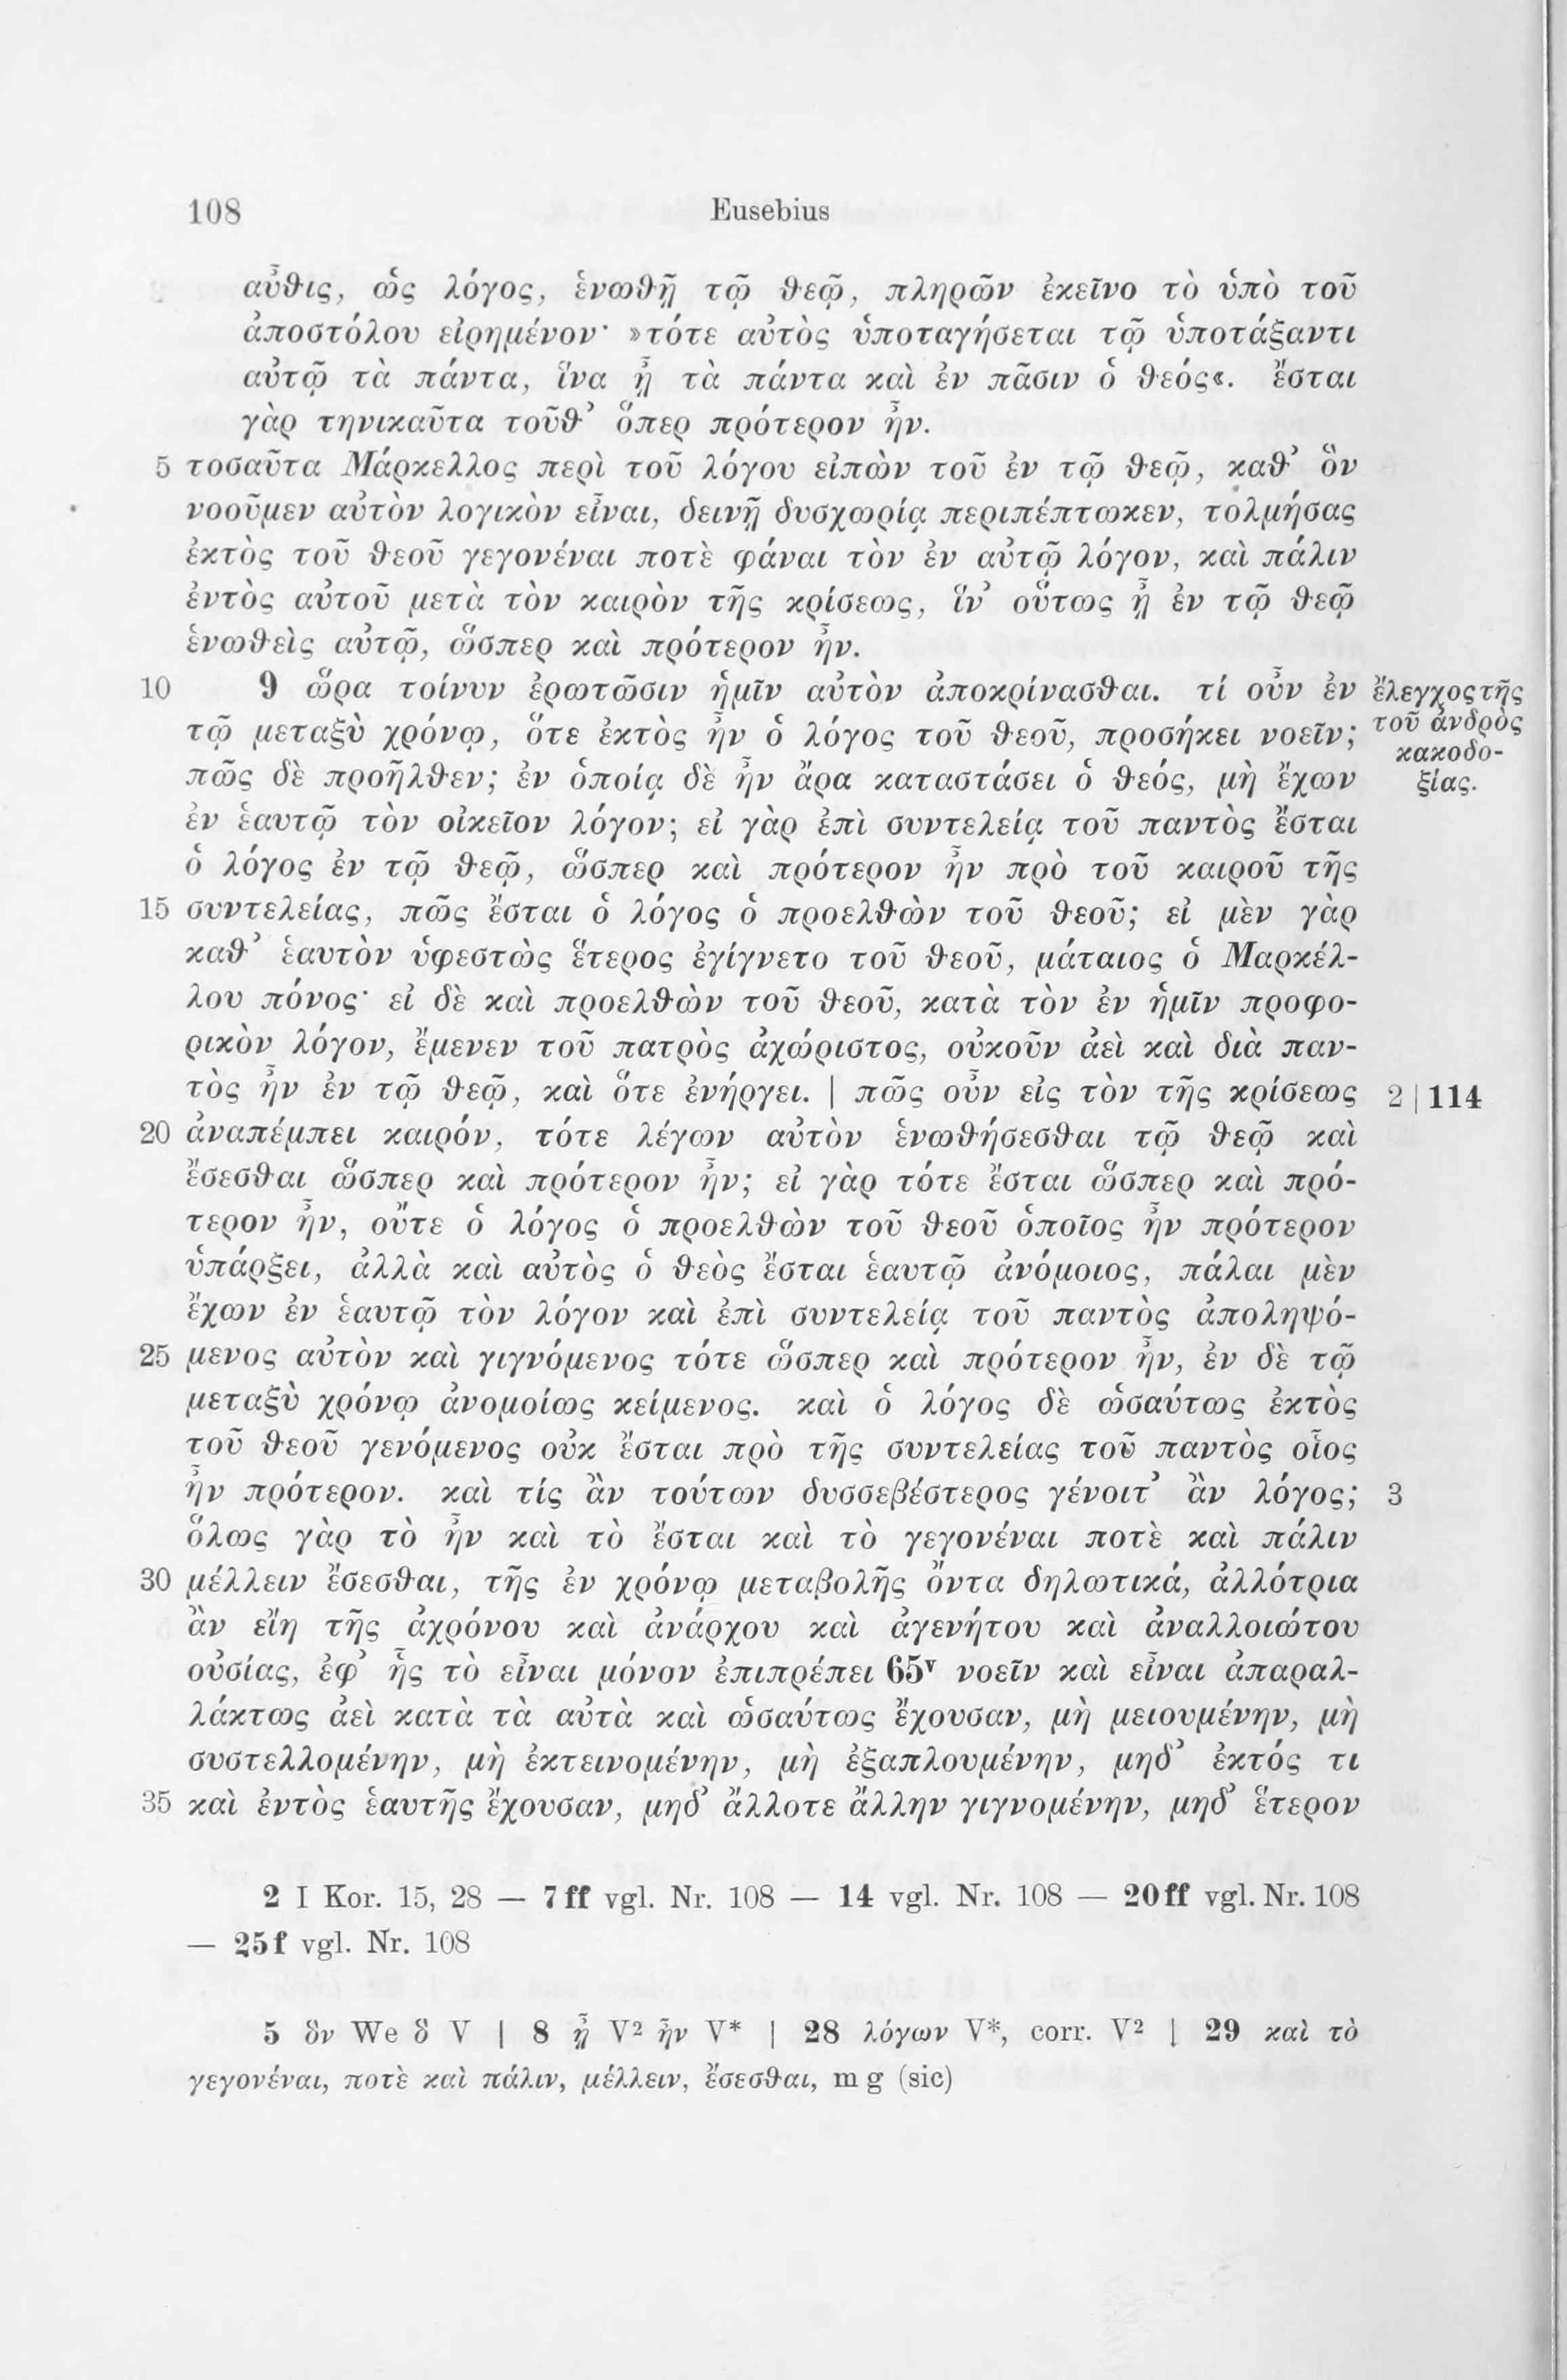 108 Eusebius
αὖθις, ὡς λόγος, ἑνωθῇ τῷ θεῷ, πληρῶν ἐκεῖνο τὸ ὑπὸ τοῦ
ἀποστόλου εἰρημένον· »τότε αὐτὸς ὑποταγήσεται τῷ ὑποτάξαντι
αὐτῷ τὰ πάντα, ἵνα ᾖ τὰ πάντα καὶ ἐν πᾶσιν ὁ θεός«. ἔσται
γὰρ τηνικαῦτα τοῦθ’ ὅπερ πρότερον ἦν.
5 τοσαῦτα Μάρκελλος περὶ τοῦ λόγου εἰπὼν τοῦ ἐν τῷ θεῷ, καθ’ ὃν
νοοῦμεν αὐτὸν λογικὸν εἶναι, δεινῇ δυσχωρίᾳ περιπέπτωκεν, τολμήσας
ἐκτὸς τοῦ θεοῦ γεγονέναι ποτὲ φάναι τὸν ἐν αὐτῷ λόγον, καὶ πάλιν
ἐντὸς αὐτοῦ μετὰ τὸν καιρὸν τῆς κρίσεως, ἵν’ οὕτως ᾖ ἐν τῷ θεῷ
ἑνωθεὶς αὐτῷ, ὥσπερ καὶ πρότερον ἦν.
10 9 ὥρα τοίνυν ἐρωτῶσιν ἡμῖν αὐτὸν ἀποκρίνασθαι. τί οὖν ἐν ἔλεγχος τῆς
τῷ μεταξὺ χρόνῳ, ὅτε ἐκτὸς ἦν ὁ λόγος τοῦ θεοῦ, προσήκει νοεῖν; τοῦ ἀνδρὸς
κακοδο-
πῶς δὲ προῆλθεν; ἐν ὁποίᾳ δὲ ἦν ἄρα καταστάσει ὁ θεός, μὴ ἔχων ξίας.
ἐν ἑαυτῷ τὸν οἰκεῖον λόγον; εἰ γὰρ ἐπὶ συντελείᾳ τοῦ παντὸς ἔσται
ὁ λόγος ἐν τῷ θεῷ, ὥσπερ καὶ πρότερον ἦν πρὸ τοῦ καιροῦ τῆς
15 συντελείας, πῶς ἔσται ὁ λόγος ὁ προελθὼν τοῦ θεοῦ; εἰ μὲν γὰρ
καθ’ ἑαυτὸν ὑφεστὼς ἕτερος ἐγίγνετο τοῦ θεοῦ, μάταιος ὁ Μαρκέλ-
λου πόνος· εἰ δὲ καὶ προελθὼν τοῦ θεοῦ, κατὰ τὸν ἐν ἡμῖν προφο-
ρικὸν λόγον, ἔμενεν τοῦ πατρὸς ἀχώριστος, οὐκοῦν ἀεὶ καὶ διὰ παν-
τὸς ἦν ἐν τῷ θεῷ, καὶ ὅτε ἐνήργει. | πῶς οὖν εἰς τὸν τῆς κρίσεως 2 | 114
20 ἀναπέμπει καιρόν, τότε λέγων αὐτὸν ἑνωθήσεσθαι τῷ θεῷ καὶ
ἔσεσθαι ὥσπερ καὶ πρότερον ἦν; εἰ γὰρ τότε ἔσται ὥσπερ καὶ πρό-
τερον ἦν, οὔτε ὁ λόγος ὁ προελθὼν τοῦ θεοῦ ὁποῖος ἦν πρότερον
ὑπάρξει, ἀλλὰ καὶ αὐτὸς ὁ θεὸς ἔσται ἑαυτῷ ἀνόμοιος, πάλαι μὲν
ἔχων ἐν ἑαυτῷ τὸν λόγον καὶ ἐπὶ συντελείᾳ τοῦ παντὸς ἀποληψό-
25 μενος αὐτὸν καὶ γιγνόμενος τότε ὥσπερ καὶ πρότερον ἦν, ἐν δὲ τῷ
μεταξὺ χρόνῳ ἀνομοίως κείμενος. καὶ ὁ λόγος δὲ ὡσαύτως ἐκτὸς
τοῦ θεοῦ γενόμενος οὐκ ἔσται πρὸ τῆς συντελείας τοῦ παντὸς οἷος
ἦν πρότερον. καὶ τίς ἂν τούτων δυσσεβέστερος γένοιτ’ ἂν λόγος; 3
ὅλως γὰρ τὸ ἦν καὶ τὸ ἔσται καὶ τὸ γεγονέναι ποτὲ καὶ πάλιν
30 μέλλειν ἔσεσθαι, τῆς ἐν χρόνῳ μεταβολῆς ὄντα δηλωτικά, ἀλλότρια
ἂν εἴη τῆς ἀχρόνου καὶ ἀνάρχου καὶ ἀγενήτου καὶ ἀναλλοιώτου
οὐσίας, ἐφ’ ἧς τὸ εἶναι μόνον ἐπιπρέπει 65ᵛ νοεῖν καὶ εἶναι ἀπαραλ-
λάκτως ἀεὶ κατὰ τὰ αὐτὰ καὶ ὡσαύτως ἔχουσαν, μὴ μειουμένην, μὴ
συστελλομένην, μὴ ἐκτεινομένην, μὴ ἐξαπλουμένην, μηδ’ ἐκτός τι
35 καὶ ἐντὸς ἑαυτῆς ἔχουσαν, μηδ’ ἄλλοτε ἄλλην γιγνομένην, μηδ’ ἕτερον
2 I Kor. 15, 28 — 7 ff vgl. Nr. 108 — 14 vgl. Nr. 108 — 20 ff vgl. Nr. 108
— 25 f vgl. Nr. 108
5 ὃν We ὃ V | 8 ᾖ V² ἦν V* | 28 λόγων V*, corr. V² | 29 καὶ τὸ
γεγονέναι, ποτὲ καὶ πάλιν, μέλλειν, ἔσεσθαι, mg (sic)